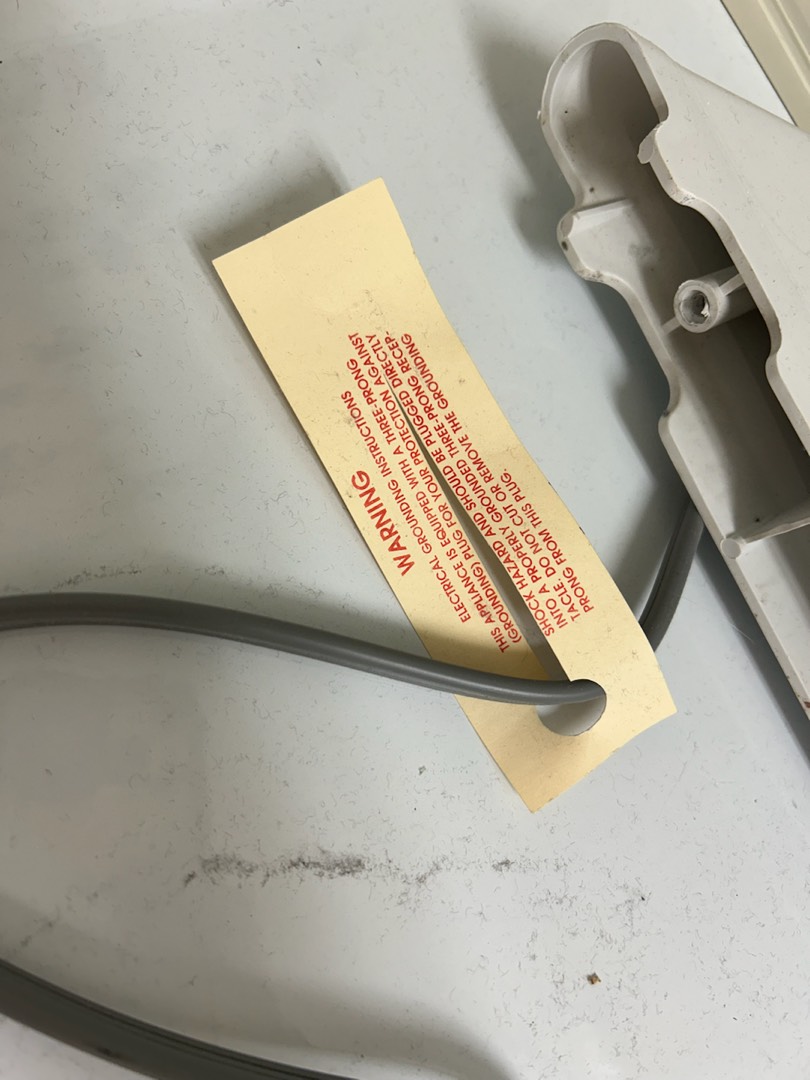 WARNING
ELECTRICAL GROUNDING INSTRUCTIONS
THIS APPLIANCE IS EQUIPPED WITH A THREE-PRONG
(GROUNDING) PLUG FOR YOUR PROTECTION AGAINST
SHOCK HAZARD AND SHOULD BE PLUGGED DIRECTLY
INTO A PROPERLY GROUNDED THREE-PRONG RECEP-
TACLE. DO NOT CUT OR REMOVE THE GROUNDING
PRONG FROM THIS PLUG.